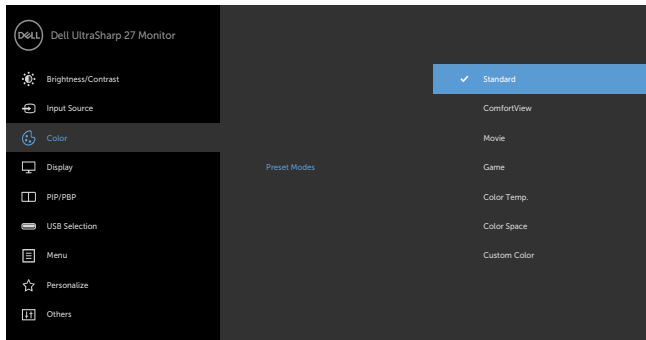 DELL Dell UltraSharp 27 Monitor
Brightness/Contrast
Input Source
Color
Display
PIP/PBP
USB Selection
Menu
Personalize
Others
Preset Modes
Standard
ComfortView
Movie
Game
Color Temp.
Color Space
Custom Color